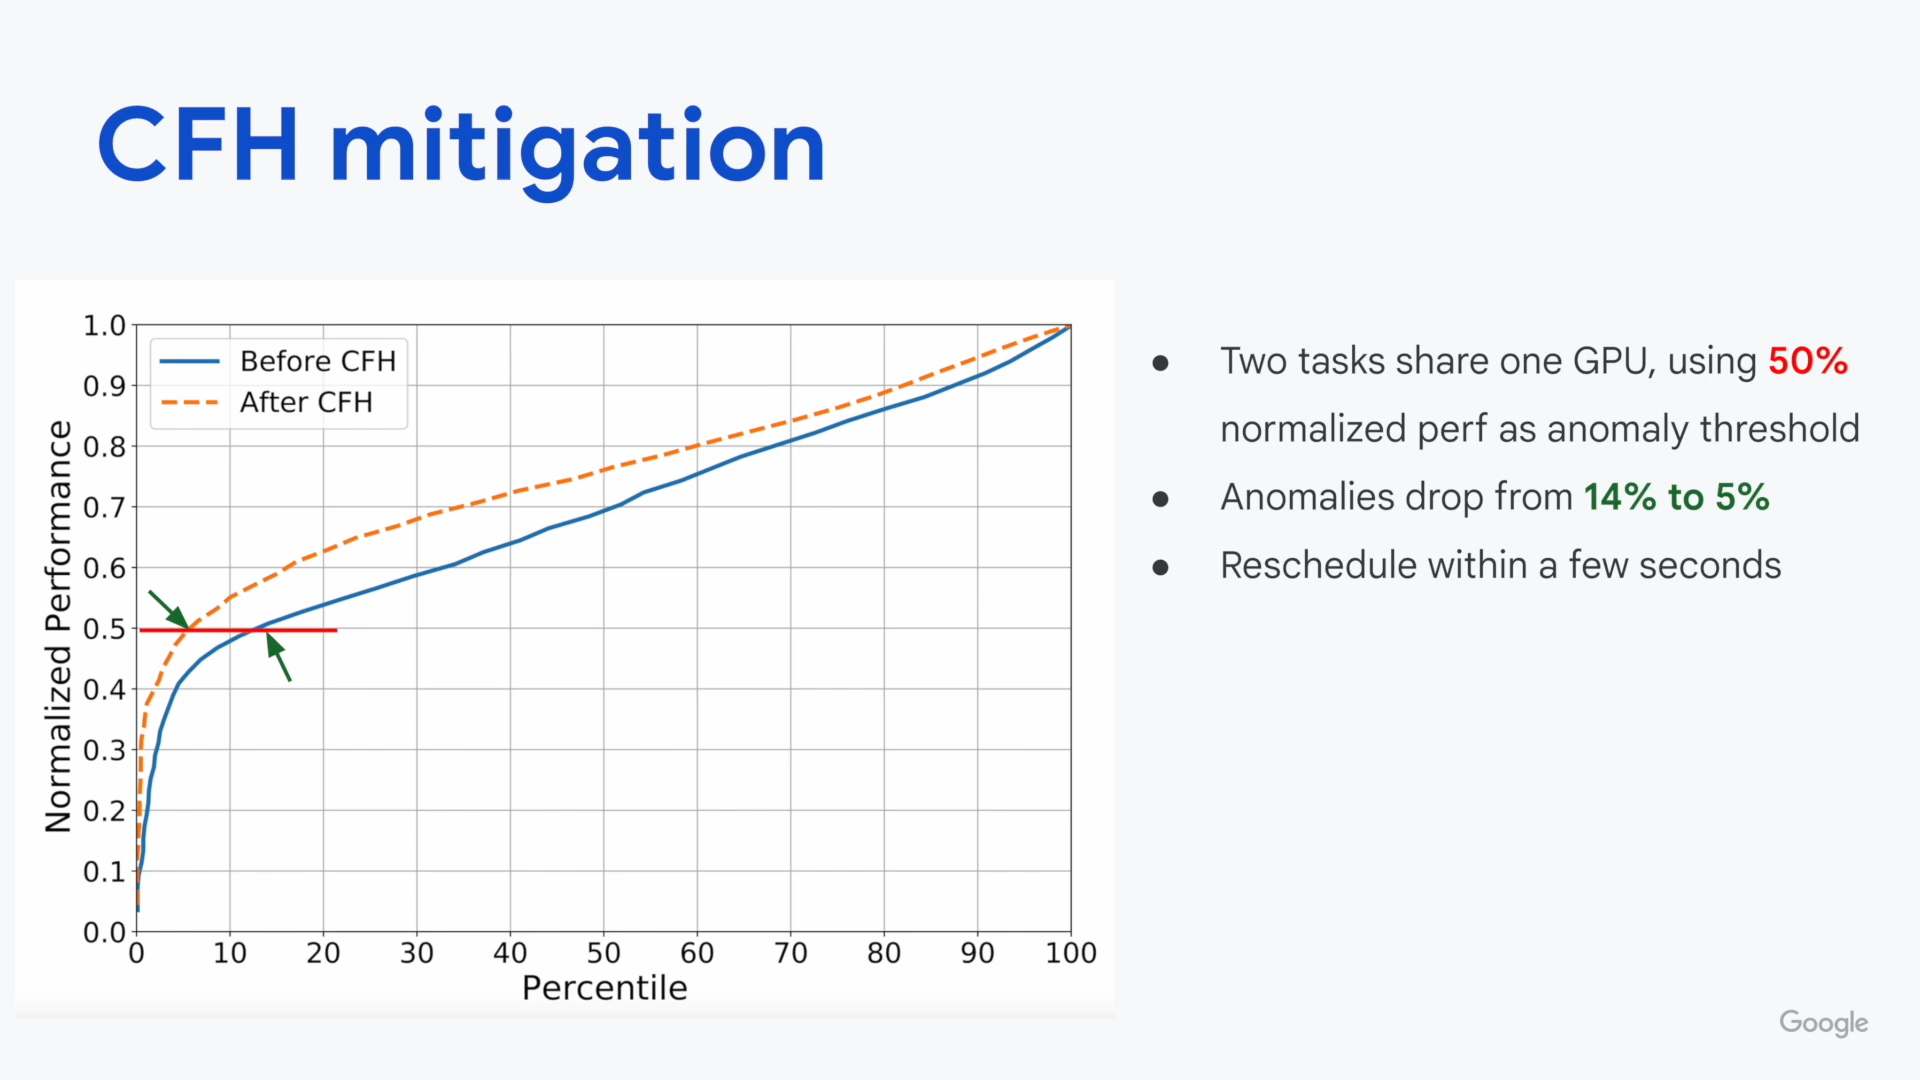 CFH mitigation
Before CFH
After CFH
Normalized Performance
1.0
0.9
0.8
0.7
0.6
0.5
0.4
0.3
0.2
0.1
0.0
0 10 20 30 40 50 60 70 80 90 100
Percentile
● Two tasks share one GPU, using 50%
normalized perf as anomaly threshold
● Anomalies drop from 14% to 5%
● Reschedule within a few seconds
Google